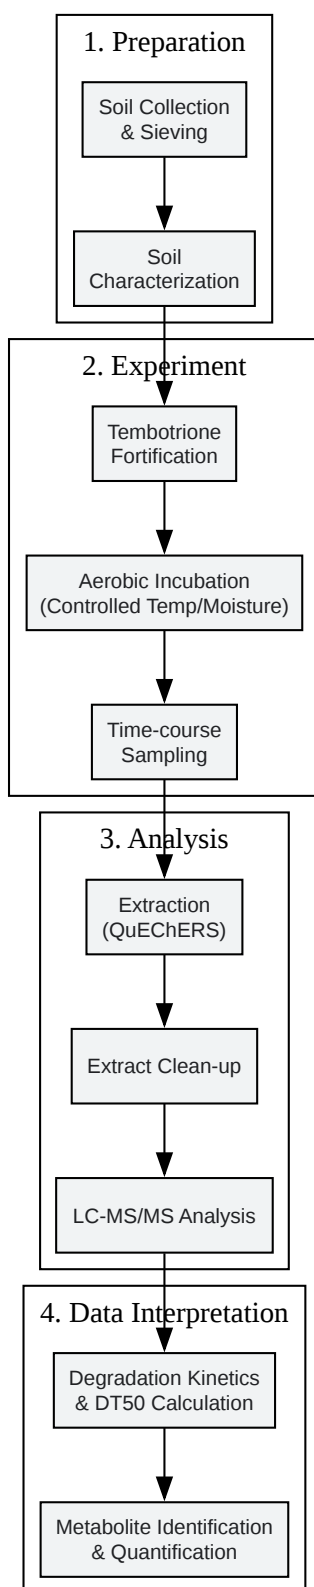 1. Preparation
Soil Collection
& Sieving
Soil
Characterization
2. Experiment
Tembotrione
Fortification
Aerobic Incubation
(Controlled Temp/Moisture)
Time-course
Sampling
3. Analysis
Extraction
(QuEChERS)
Extract Clean-up
LC-MS/MS Analysis
4. Data Interpretation
Degradation Kinetics
& DT50 Calculation
Metabolite Identification
& Quantification